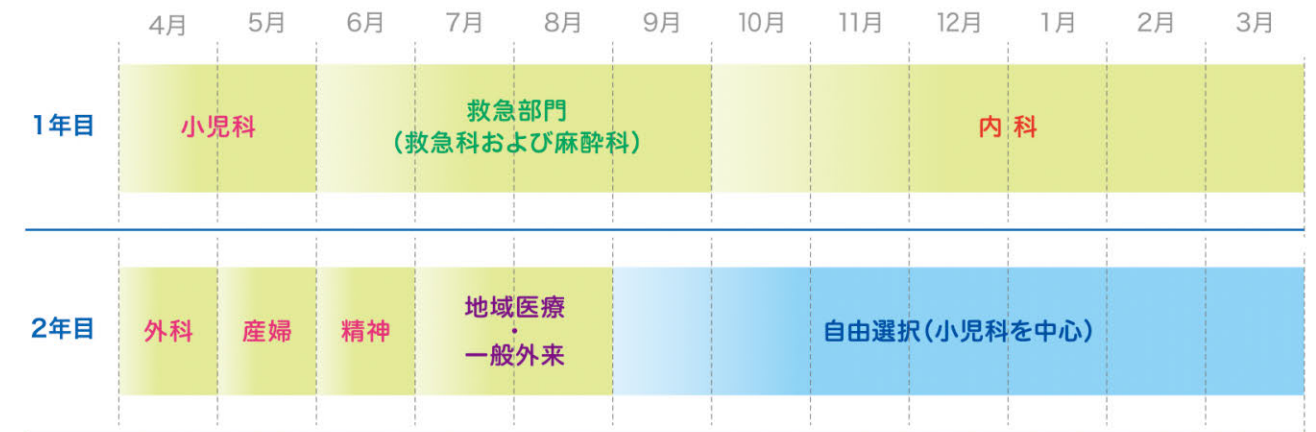 4月 5月 6月 7月 8月 9月 10月 11月 12月 1月 2月 3月
1年目
小児科
救急部門
（救急科および麻酔科）
内科
2年目
外科
産婦
精神
地域医療
・
一般外来
自由選択（小児科を中心）